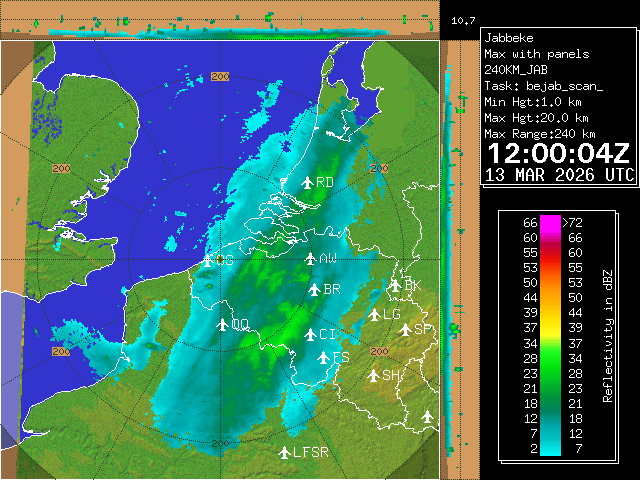 10.7
Jabbeke
Max with panels
240KM_JAB
Task: bejab_scan_
Min Hgt:1.0 km
Max Hgt:20.0 km
Max Range:240 km
12:00:04Z
13 MAR 2026 UTC
200
200
200
RD
OS
AW
BR
BK
LG
QQ
SP
CI
200
FS
200
SH
200
LFSR
66 >72
60 66
55 60
53 55
50 53
44 50
39 44
37 39
34 37
28 34
23 28
21 23
18 21
12 18
7 12
2 7
Reflectivity in dBZ